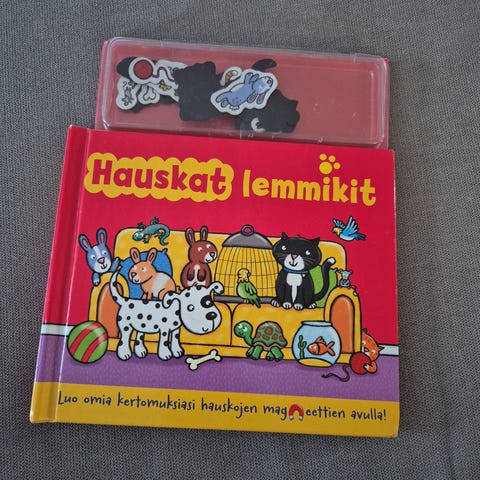 Hauskat lemmikit
Luo omia kertomuksiasi hauskojen magneettien avulla!